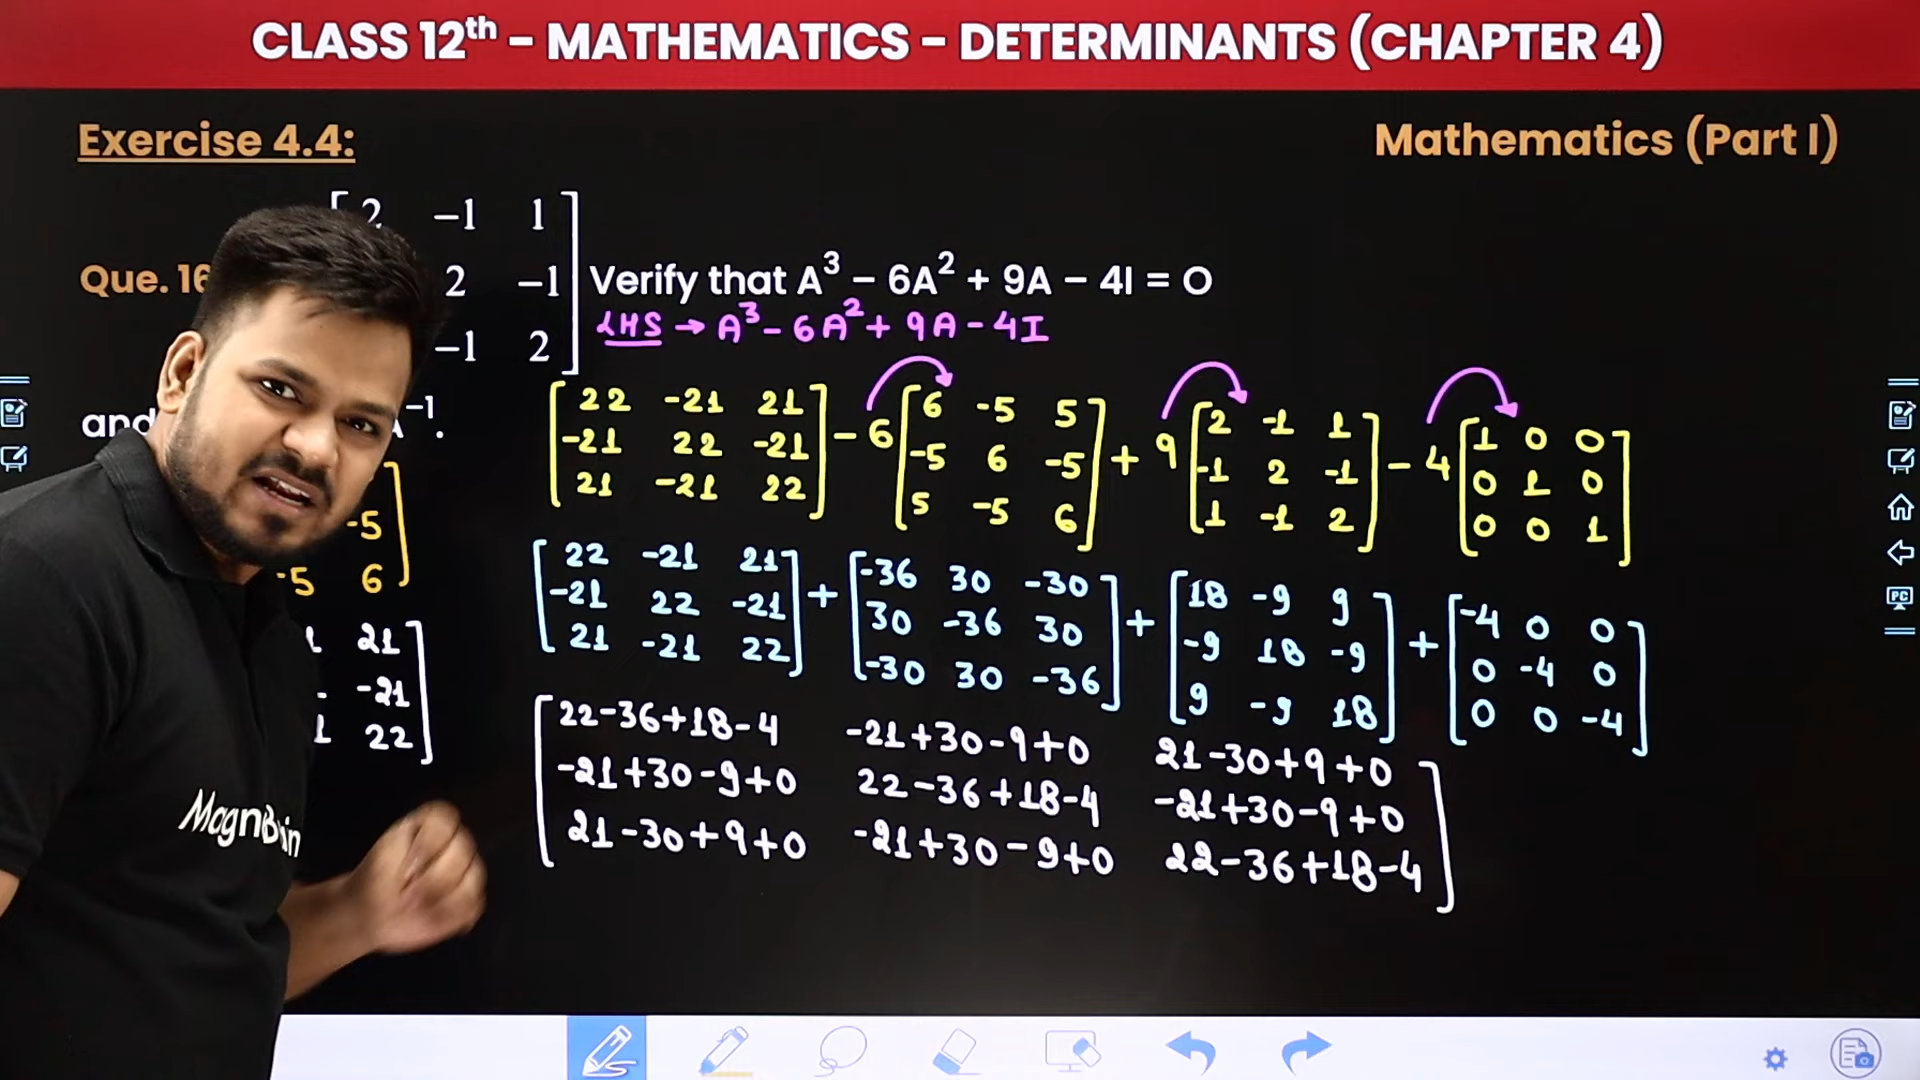 CLASS 12th - MATHEMATICS - DETERMINANTS (CHAPTER 4)
Exercise 4.4:
Mathematics (Part I)
2 −1 1
Que. 16 2 −1 Verify that A³ − 6A² + 9A − 4I = O
−1 2
LHS → A³ - 6A² + 9A - 4I
and −1.
[22 -21 21] - 6 [6 -5 5] + 9 [2 -1 1] - 4 [1 0 0]
[-21 22 -21] [-5 6 -5] [-1 2 -1] [0 1 0]
[21 -21 22] [5 -5 6] [1 -1 2] [0 0 1]
-5
-5 6
[22 -21 21] + [-36 30 -30] + [18 -9 9] + [-4 0 0]
[-21 22 -21] [30 -36 30] [-9 18 -9] [0 -4 0]
[21 -21 22] [-30 30 -36] [9 -9 18] [0 0 -4]
1 21
-21
1 22
22-36+18-4 -21+30-9+0 21-30+9+0
-21+30-9+0 22-36+18-4 -21+30-9+0
21-30+9+0 -21+30-9+0 22-36+18-4
MagnBrain
PC